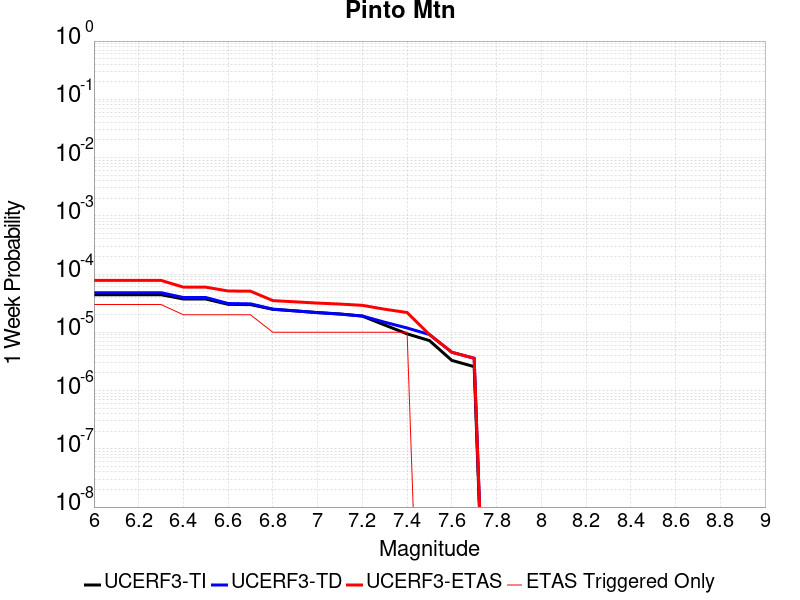 Pinto Mtn
10^0
10^-1
10^-2
10^-3
10^-4
10^-5
10^-6
10^-7
10^-8
1 Week Probability
6 6.2 6.4 6.6 6.8 7 7.2 7.4 7.6 7.8 8 8.2 8.4 8.6 8.8 9
Magnitude
UCERF3-TI UCERF3-TD UCERF3-ETAS ETAS Triggered Only